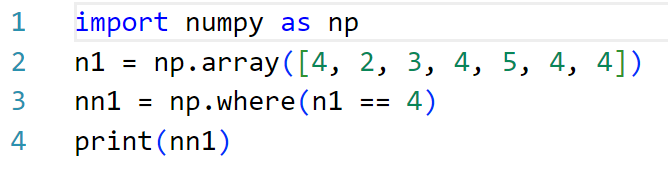 1 import numpy as np
2 n1 = np.array([4, 2, 3, 4, 5, 4, 4])
3 nn1 = np.where(n1 == 4)
4 print(nn1)